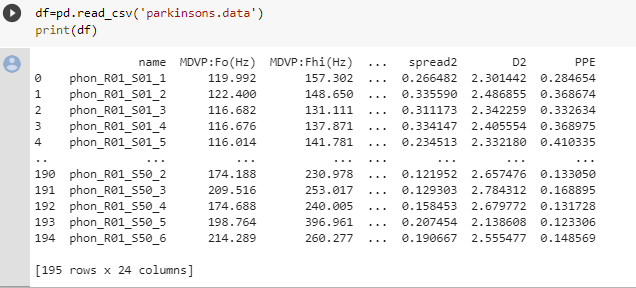 df=pd.read_csv('parkinsons.data')
print(df)
name MDVP:Fo(Hz) MDVP:Fhi(Hz) ... spread2 D2 PPE
0 phon_R01_S01_1 119.992 157.302 ... 0.266482 2.301442 0.284654
1 phon_R01_S01_2 122.400 148.650 ... 0.335590 2.486855 0.368674
2 phon_R01_S01_3 116.682 131.111 ... 0.311173 2.342259 0.332634
3 phon_R01_S01_4 116.676 137.871 ... 0.334147 2.405554 0.368975
4 phon_R01_S01_5 116.014 141.781 ... 0.234513 2.332180 0.410335
.. ... ... ... ... ... ... ...
190 phon_R01_S50_2 174.188 230.978 ... 0.121952 2.657476 0.133050
191 phon_R01_S50_3 209.516 253.017 ... 0.129303 2.784312 0.168895
192 phon_R01_S50_4 174.688 240.005 ... 0.158453 2.679772 0.131728
193 phon_R01_S50_5 198.764 396.961 ... 0.207454 2.138608 0.123306
194 phon_R01_S50_6 214.289 260.277 ... 0.190667 2.555477 0.148569
[195 rows x 24 columns]